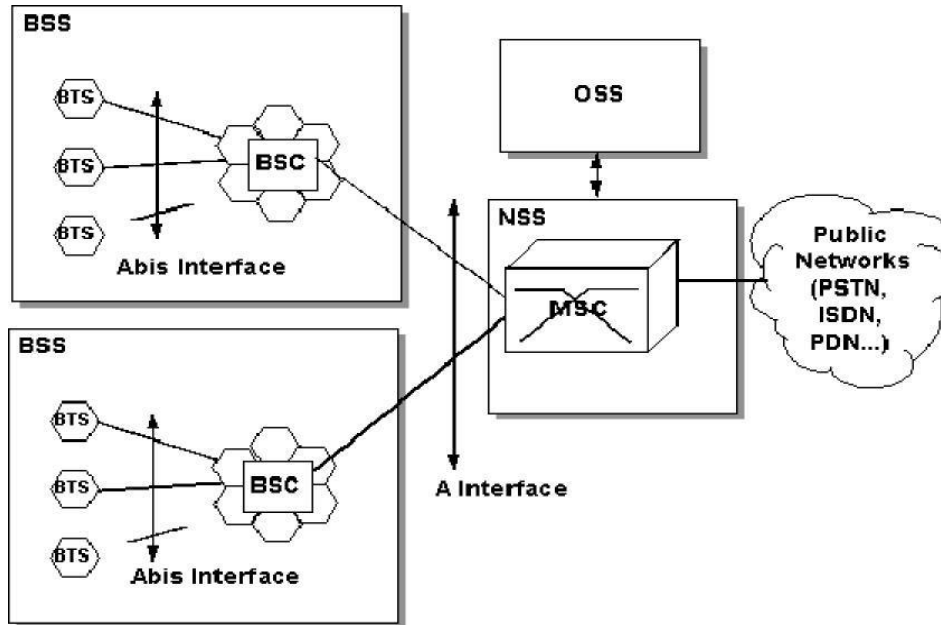 BSS
BTS
BTS
BTS
BSC
Abis Interface
BSS
BTS
BTS
BTS
BSC
Abis Interface
A Interface
OSS
NSS
MSC
Public
Networks
(PSTN,
ISDN,
PDN...)